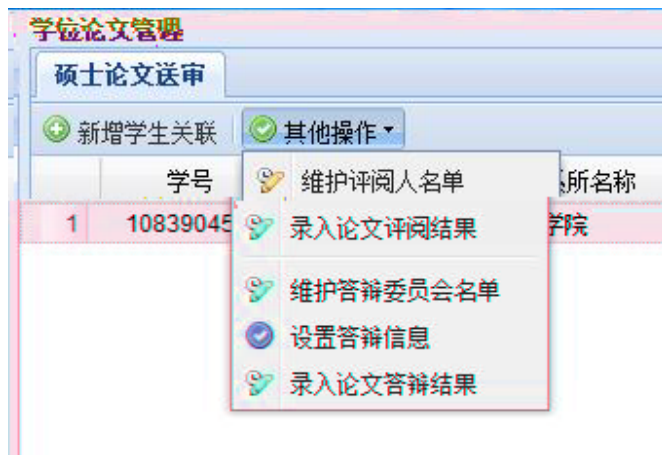 学位论文管理
硕士论文送审
新增学生关联 其他操作
学号 系所名称
维护评阅人名单
1 10839045 学院
录入论文评阅结果
维护答辩委员会名单
设置答辩信息
录入论文答辩结果